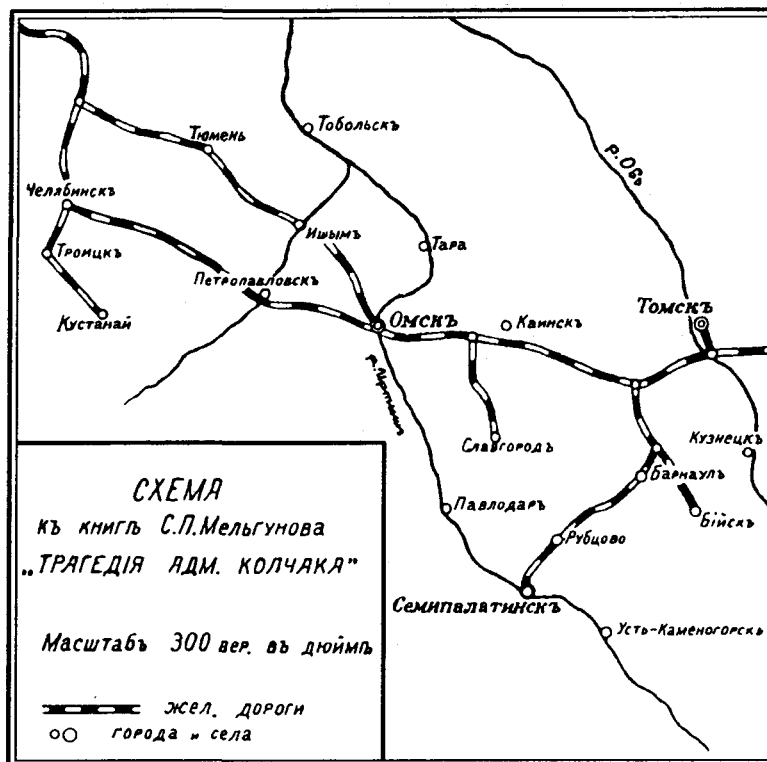 Тобольскъ
Тюмень
р. Обь
Челябинскъ
Ишымъ
Тара
Троицкъ
Петропавловскъ
Кустанай
Омскъ
Каинскъ
Томскъ
р. Иртышъ
Славгородъ
Кузнецкъ
Барнаулъ
Павлодаръ
Бійскъ
Рубцово
Семипалатинскъ
Усть-Каменогорскъ
СХЕМА
къ книгѣ С.П.Мельгунова
„ТРАГЕДІЯ АДМ. КОЛЧАКА"
Масштабъ 300 вер. въ дюймѣ
жел. дороги
города и села